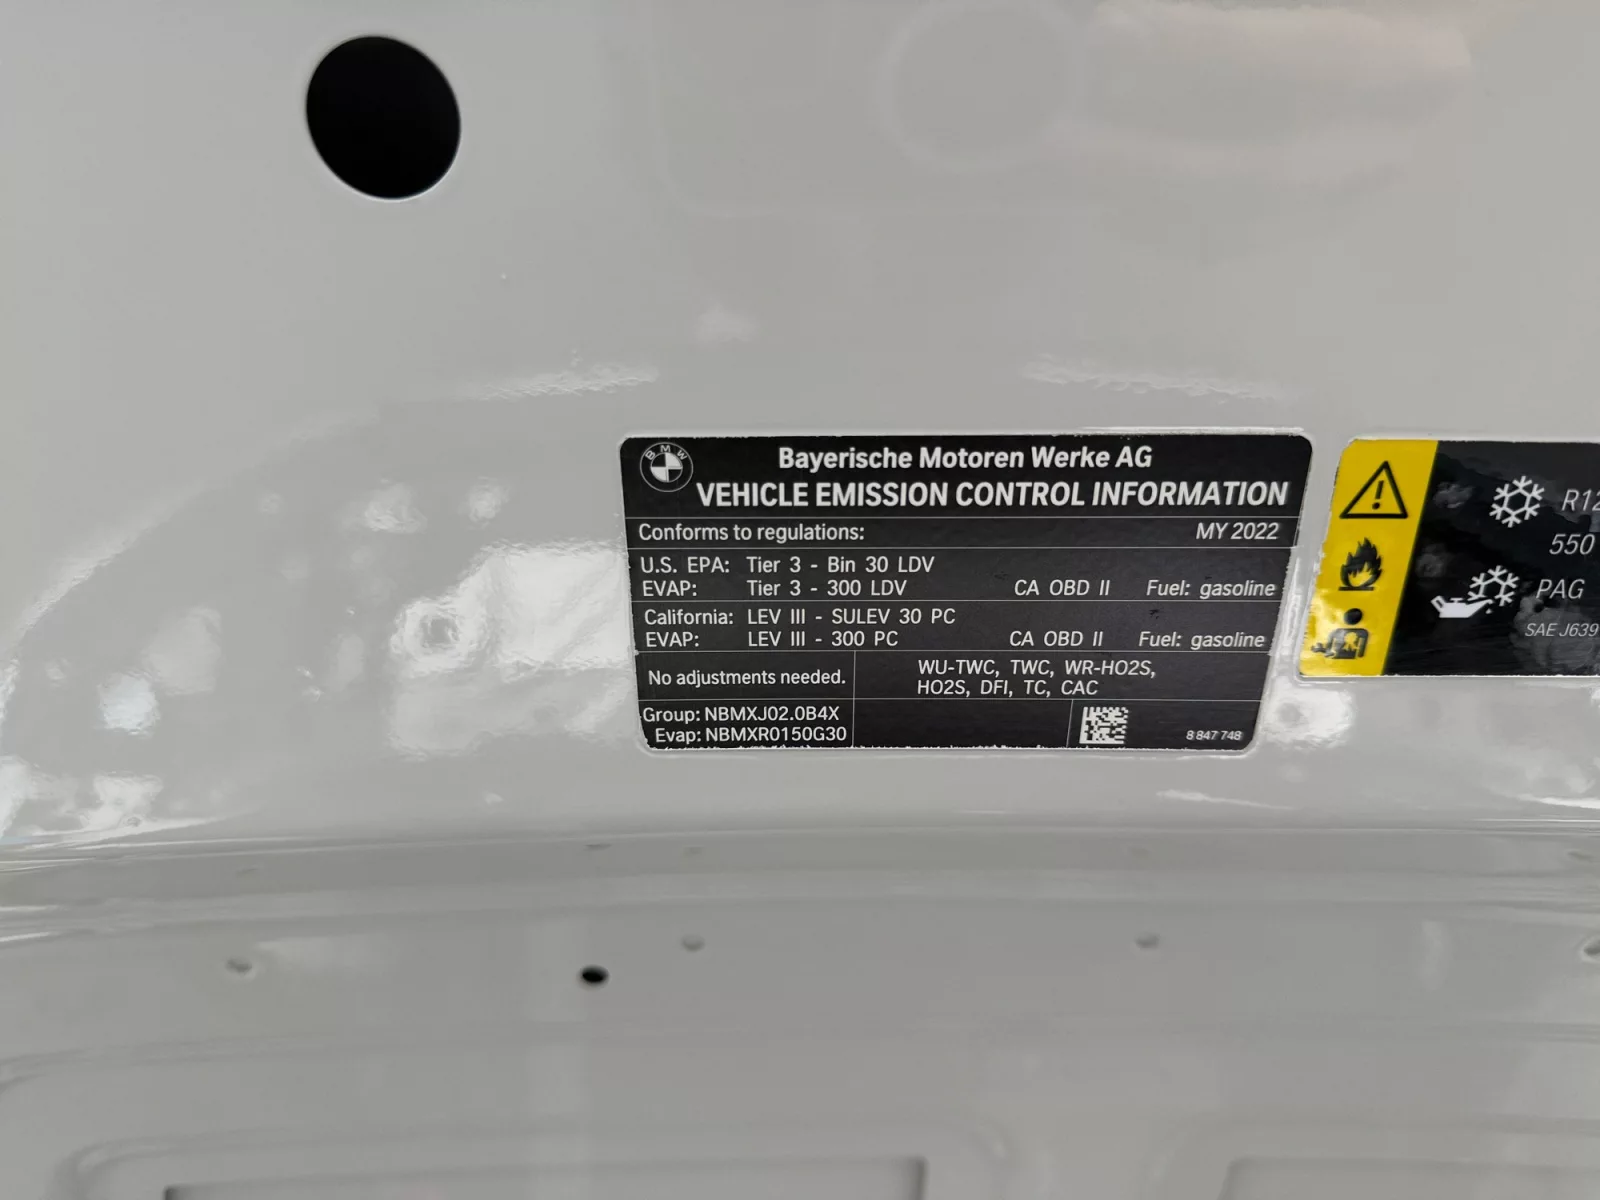 BMW
Bayerische Motoren Werke AG
VEHICLE EMISSION CONTROL INFORMATION
Conforms to regulations: MY 2022
U.S. EPA: Tier 3 - Bin 30 LDV
EVAP: Tier 3 - 300 LDV CA OBD II Fuel: gasoline
California: LEV III - SULEV 30 PC
EVAP: LEV III - 300 PC CA OBD II Fuel: gasoline
No adjustments needed.
WU-TWC, TWC, WR-HO2S,
HO2S, DFI, TC, CAC
Group: NBMXJ02.0B4X
Evap: NBMXR0150G30
8 847 748
550
PAG
SAE J639